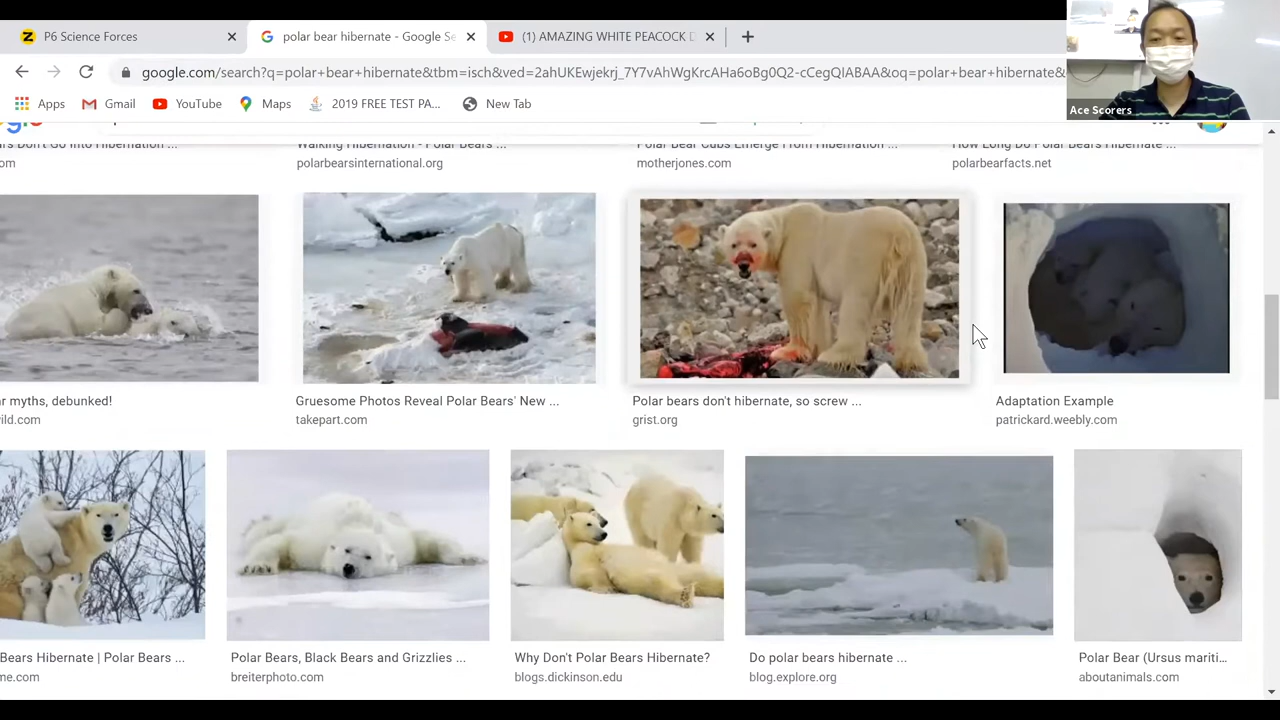 P6 Science Forces
polar bear hibernate - Google Se
(1) AMAZING WHITE PEACOCK D
google.com/search?q=polar+bear+hibernate&tbm=isch&ved=2ahUKEwjekrj_7Y7vAhWgKrcAHa6oBg0Q2-cCegQIABAA&oq=polar+bear+hibernate&
Apps
Gmail
YouTube
Maps
2019 FREE TEST PA...
New Tab
Ace Scorers
Walking Hibernation - Polar Bears ...
Polar Bear Cubs Emerge From Hibernation ...
How Long Do Polar Bears Hibernate ...
om
polarbearsinternational.org
motherjones.com
polarbearfacts.net
r myths, debunked!
Gruesome Photos Reveal Polar Bears' New ...
Polar bears don't hibernate, so screw ...
Adaptation Example
ild.com
takepart.com
grist.org
patrickard.weebly.com
Bears Hibernate | Polar Bears ...
Polar Bears, Black Bears and Grizzlies ...
Why Don't Polar Bears Hibernate?
Do polar bears hibernate ...
Polar Bear (Ursus mariti...
ne.com
breiterphoto.com
blogs.dickinson.edu
blog.explore.org
aboutanimals.com